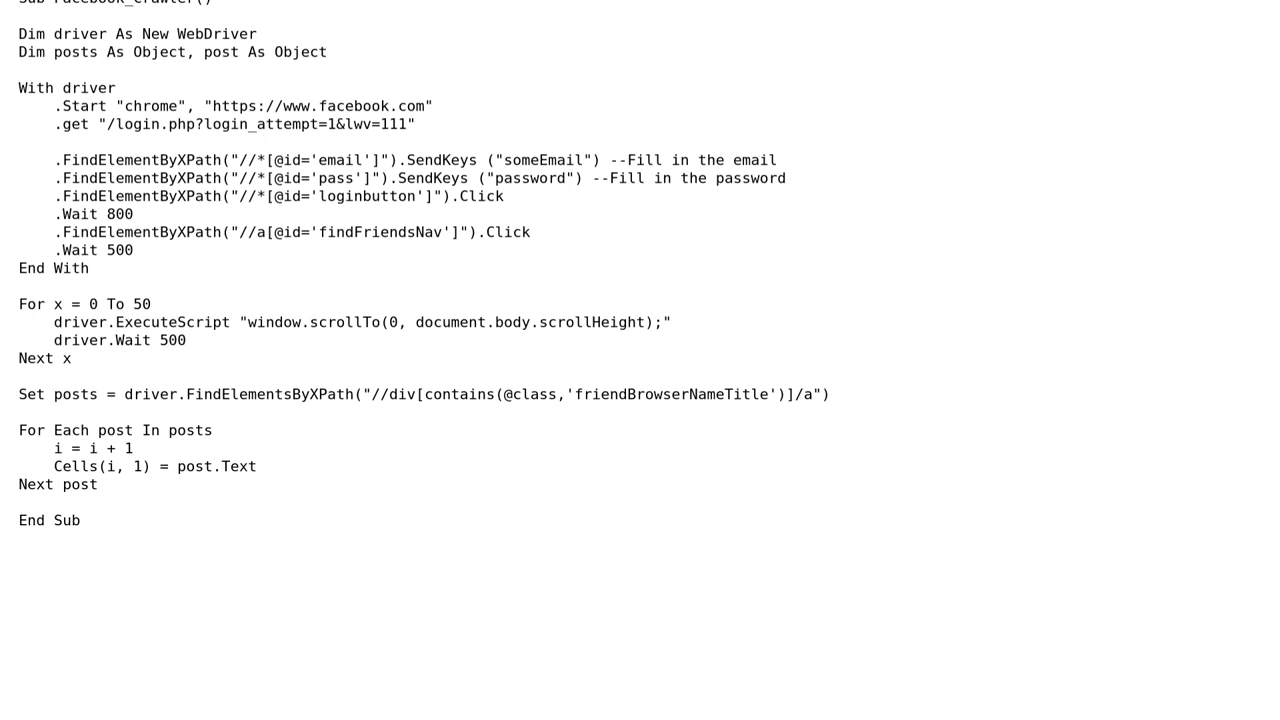 Sub Facebook_Crawler()
Dim driver As New WebDriver
Dim posts As Object, post As Object
With driver
.Start "chrome", "https://www.facebook.com"
.get "/login.php?login_attempt=1&lwv=111"
.FindElementByXPath("//*[@id='email']").SendKeys ("someEmail") --Fill in the email
.FindElementByXPath("//*[@id='pass']").SendKeys ("password") --Fill in the password
.FindElementByXPath("//*[@id='loginbutton']").Click
.Wait 800
.FindElementByXPath("//a[@id='findFriendsNav']").Click
.Wait 500
End With
For x = 0 To 50
driver.ExecuteScript "window.scrollTo(0, document.body.scrollHeight);"
driver.Wait 500
Next x
Set posts = driver.FindElementsByXPath("//div[contains(@class,'friendBrowserNameTitle')]/a")
For Each post In posts
i = i + 1
Cells(i, 1) = post.Text
Next post
End Sub